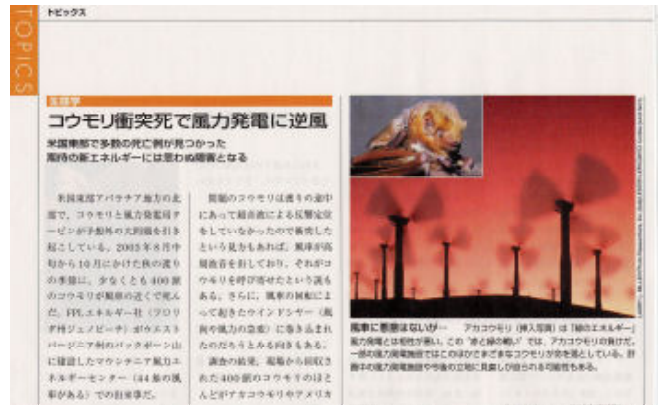 トピックス
TOPICS
生態学
コウモリ衝突死で風力発電に逆風
米国東部で多数の死亡例が見つかった
期待の新エネルギーには思わぬ障害となる
米国東部アパラチア地方の北
部で，コウモリと風力発電用タ
ービンが予想外の大問題を引き
起こしている。2003年8月中
旬から10月にかけた秋の渡り
の季節に，少なくとも400匹
のコウモリが風車の近くで死ん
だ。FPLエネルギー社（フロリ
ダ州ジュノビーチ）がウエスト
バージニア州のバックボーン山
に建設したマウンテニア風力エ
ネルギーセンター（44基の風
車がある）での出来事だ。
問題のコウモリは渡りの途中
にあって超音波による反響定位
をしていなかったので衝突した
という見方もあれば，風車が高
周波音を出しており，それがコ
ウモリを呼び寄せたという説も
ある。さらに，風車の回転によ
って起きたウインドシヤー（風
向や風力の急変）に巻き込まれ
たのだろうとみる向きもある。
調査の結果，現場から回収さ
れた400匹のコウモリのほと
んどがアカコウモリやアメリカ
風車に悪意はないが— アカコウモリ（挿入写真）は「緑のエネルギー」
風力発電とは相性が悪い。この“赤と緑の戦い”では，アカコウモリの負けだ。
一部の風力発電施設ではこのほかさまざまなコウモリが命を落としている。計
画中の風力発電施設や今後の立地に見直しが迫られる可能性もある。